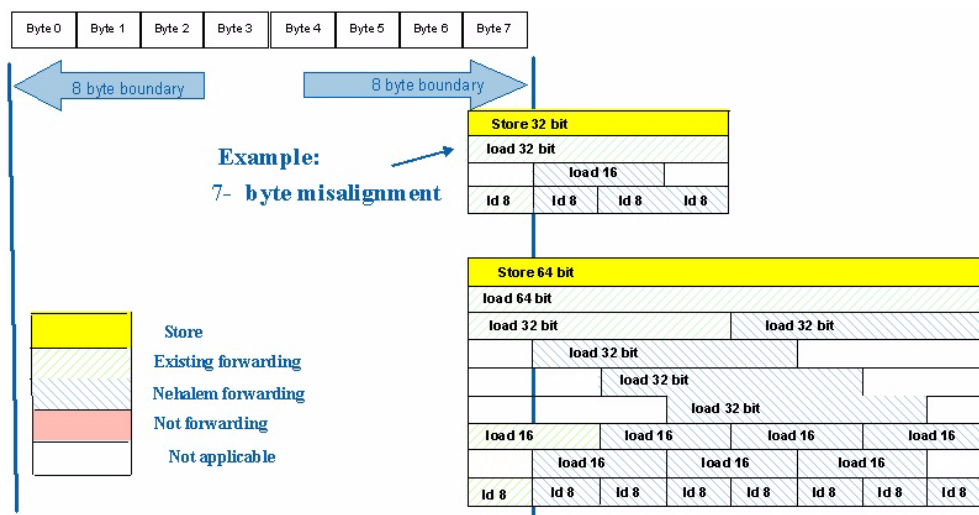 Byte 0 Byte 1 Byte 2 Byte 3 Byte 4 Byte 5 Byte 6 Byte 7
8 byte boundary 8 byte boundary
Store 32 bit
load 32 bit
load 16
ld 8 ld 8 ld 8 ld 8
Example:
7- byte misalignment
Store 64 bit
load 64 bit
load 32 bit load 32 bit
load 32 bit
load 32 bit
load 32 bit
load 16 load 16 load 16 load 16
load 16 load 16 load 16
ld 8 ld 8 ld 8 ld 8 ld 8 ld 8 ld 8 ld 8
Store
Existing forwarding
Nehalem forwarding
Not forwarding
Not applicable